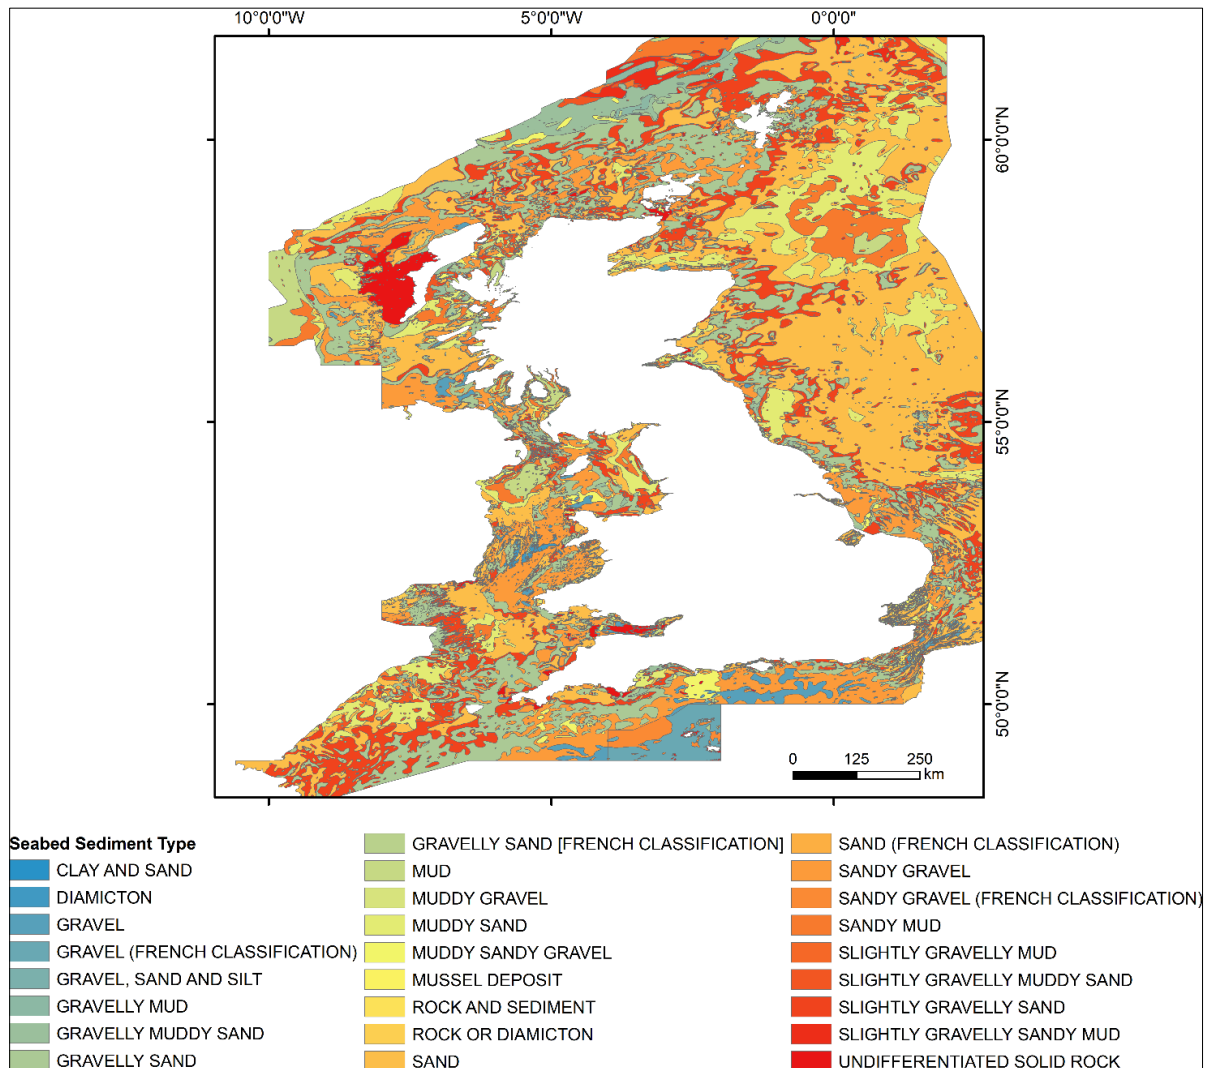 10°0'0"W 5°0'0"W 0°0'0"
60°0'0"N
55°0'0"N
50°0'0"N
0 125 250
km
Seabed Sediment Type
CLAY AND SAND
DIAMICTON
GRAVEL
GRAVEL (FRENCH CLASSIFICATION)
GRAVEL, SAND AND SILT
GRAVELLY MUD
GRAVELLY MUDDY SAND
GRAVELLY SAND
GRAVELLY SAND [FRENCH CLASSIFICATION]
MUD
MUDDY GRAVEL
MUDDY SAND
MUDDY SANDY GRAVEL
MUSSEL DEPOSIT
ROCK AND SEDIMENT
ROCK OR DIAMICTON
SAND
SAND (FRENCH CLASSIFICATION)
SANDY GRAVEL
SANDY GRAVEL (FRENCH CLASSIFICATION)
SANDY MUD
SLIGHTLY GRAVELLY MUD
SLIGHTLY GRAVELLY MUDDY SAND
SLIGHTLY GRAVELLY SAND
SLIGHTLY GRAVELLY SANDY MUD
UNDIFFERENTIATED SOLID ROCK